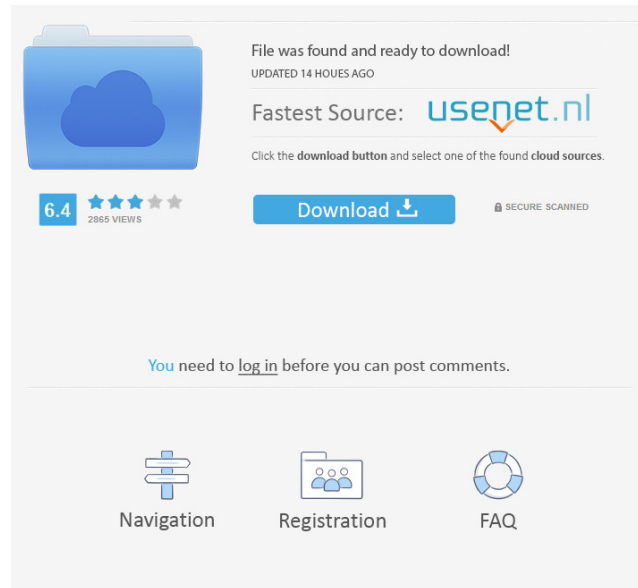 File was found and ready to download!
UPDATED 14 HOUES AGO
Fastest Source: usenet.nl
Click the download button and select one of the found cloud sources.
6.4
2865 VIEWS
Download
SECURE SCANNED
You need to log in before you can post comments.
Navigation
Registration
FAQ